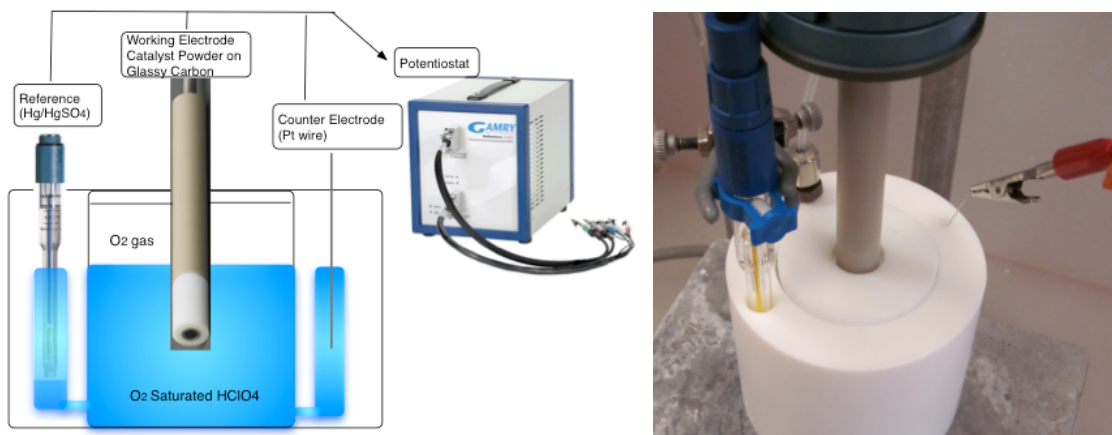 Working Electrode
Catalyst Powder on
Glassy Carbon
Potentiostat
Reference
(Hg/HgSO4)
Counter Electrode
(Pt wire)
GAMRY
O2 gas
O2 Saturated HClO4